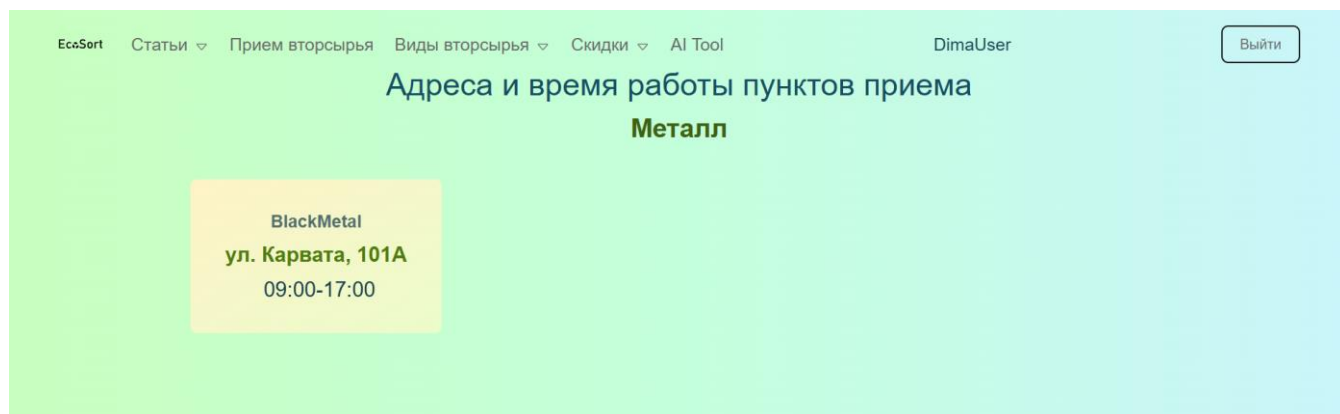 EcoSort Статьи Прием вторсырья Виды вторсырья Скидки AI Tool DimaUser Выйти
Адреса и время работы пунктов приема
Металл
BlackMetal
ул. Карвата, 101А
09:00-17:00